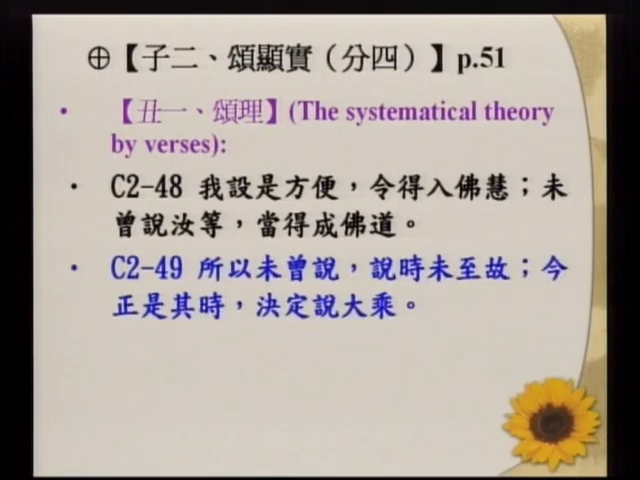 ⊕【子二、頌顯實（分四）】p.51
• 【丑一、頌理】(The systematical theory
by verses):
• C2-48 我設是方便，令得入佛慧；未
曾說汝等，當得成佛道。
• C2-49 所以未曾說，說時未至故；今
正是其時，決定說大乘。